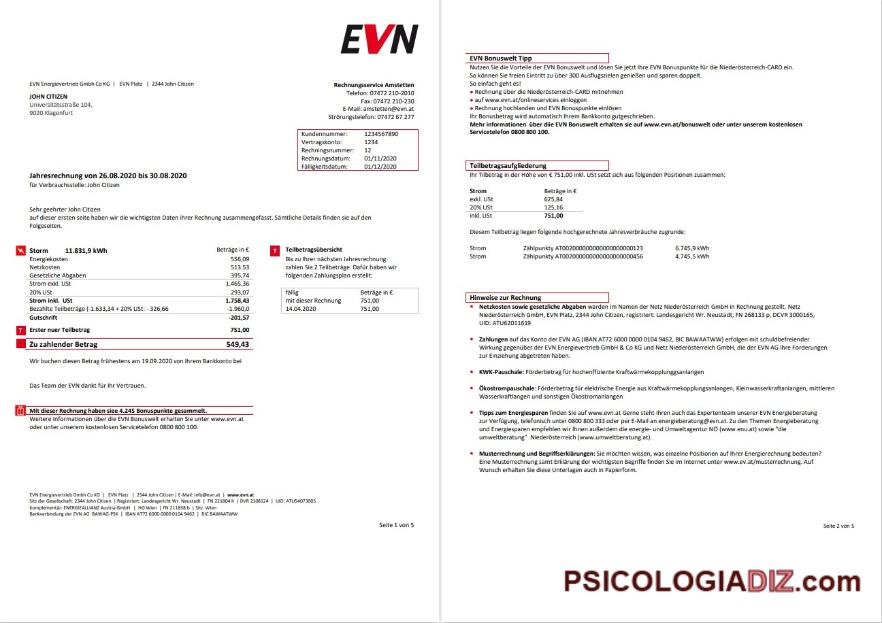 EVN
EVN Energievertrieb Gmbh Co KG | EVN Platz | 2344 John Citizen
JOHN CITIZEN
Universitätsstraße 104,
9020 Klagenfurt
Rechnungsservice Amstetten
Telefon: 07472 210-2010
Fax: 07472 210-230
E-Mail: amstetten@evn.at
Strörungstelefon: 07472 67 277
Kundennummer: 1234567890
Vertragskonto: 1234
Rechningsnummer: 12
Rechnungsdatum: 01/11/2020
Fälligkeitsdatum: 01/12/2020
Jahresrechnung von 26.08.2020 bis 30.08.2020
für Verbrauchsstelle: John Citizen
Sehr geehrter John Citizen
auf dieser ersten seite haben wir die wichtigsten Daten ihrer Rechnung zusammengefasst. Sämtliche Details finden sie auf den
Folgeseiten.
Storm 11.831,9 kWh Beträge in €
Energiekosten 556,09
Netzkosten 513.53
Gesetzliche Abgaben 395,74
Strom exkl. USt 1.465,36
20% USt 293,07
Strom inkl. USt 1.758,43
Bezahlte Teilbeträge (-1.633,34 + 20% USt: - 326,66 -1.960,0
Gutschrift -201,57
T Erster nuer Teilbetrag 751,00
Zu zahlender Betrag 549,43
T Teilbetragsübersicht
Bis zu Ihrer nächsten Jahresrechnung
zahlen Sie 2 Teilbeträge. Dafür haben wir
folgenden Zahlungsplan erstellt:
fällig Beträge in €
mit dieser Rechnung 751,00
14.04.2020 751,00
Wir buchen diesen Betrag frühestens am 19.09.2020 von Ihrem Bankkonto bei
Das Team der EVN dankt für Ihr Vertrauen.
Mit dieser Rechnung haben siee 4.245 Bonuspunkte gesammelt.
Weitere Informationen über die EVN Bonuswelt erhalten Sie unter www.evn.at
oder unter unserem kostenlosen Servicetelefon 0800 800 100.
EVN Energievertrieb Gmbh Co KG | EVN Platz | 2344 John Citizen | E-Mail: info@evn.at | www.evn.at
Sitz der Gesellschaft: 2344 John Citizen | Registriert: Landesgericht Wr. Neustadt | FN 221804 h | DVR 2108124 | UID: ATU54073605
Komplementär: ENERGIEALLIANZ Austria GmbH | HG Wien | FN 211838 b | Sitz: Wien
Bankverbindung der EVN AG BAWAG-PSK | IBAN AT72 6000 0000 0104 9462 | BIC BAWAATWW
Seite 1 von 5
EVN Bonuswelt Tipp
Nutzen Sie die Vorteile der EVN Bonuswelt und lösen Sie jetzt Ihre EVN Bonuspunkte für die Niederösterreich-CARD ein.
So können Sie freien Eintritt zu über 300 Ausflugszielen genießen und sparen doppelt.
So einfach geht es!
• Rechnung über die Niederösterreich-CARD mitnehmen
• auf www.evn.at/onlineservices einloggen
• Rechnung hochlanden und EVN Bonuspunkte einlösen
Ihr Bonusbetrag wird automatisch Ihrem Bankkonto gutgeschrieben.
Mehr informationen über diie EVN Bonuswelt erhalten sie auf www.evn.at/bonuswelt oder unter unserem kostenlosen
Servicetelefon 0800 800 100.
Teilbetragsaufgliederung
Ihr Tilbetrag in der Höhe von € 751,00 inkl. USt setzt sich aus folgenden Positionen zusammen:
Strom Beträge in €
exkl. USt 625,84
20% USt 125,16
inkl. USt 751,00
Diesem Teilbetrag liegen folgende hochgerechnete Jahresverbräuche zugrunde:
Strom Zählpunkty AT0020000000000000000000123 6.745,9 kWh
Strom Zählpunkty AT0020000000000000000000456 4.745,5 kWh
Hinweise zur Rechnung
• Netzkosten sowie gesetzliche Abgaben warden im Namen der Netz Niederösterreich GmbH in Rechnung gestellt. Netz
Niederösterreich GmbH, EVN Platz, 2344 John Citizen, registriert: Landesgericht Wr. Neustadt, FN 268133 p, DCVR 3000165,
UID: ATU62011619
• Zahlungen auf das Konto der EVN AG (IBAN AT72 6000 0000 0104 9462, BIC BAWAATWW) erfolgen mit schuldbefreiender
Wirkung gegenüber der EVN Energievertrieb GmbH & Co KG und Netz Niederösterreich GmbH, die der EVN AG ihre Forderungen
zur Einziehung abgetreten haben.
• KWK-Pauschale: Förderbetrag für hocheffiziente Kraftwärmekopplungsanlagen
• Ökostrompauschale: Förderbetrag für elektrische Energie aus Kraftwärmekopplungsanlagen, Kleinwasserkraftanlangen, mittleren
Wasserkraftanlangen und sonstigen Ökostromanlangen
• Tipps zum Energiesparen finden Sie auf www.evn.at Gerne steht Ihren auch das Expertenteam unserer EVN Energieberatung
zur Verfügung, telefonisch unter 0800 800 333 oder per E-Mail an energieberatung@evn.at. Zu den Themen Energieberatung
und Energiesparen empfehlen wir Ihnen außerdem die energie- und Umweltagentur NÖ (www.enu.at) sowie "die
umweltberatung" Niederösterreich (www.umweltberatung.at).
• Musterrechnung und Begriffserklärungen: Sie möchten wissen, was einzelne Positionen auf Ihrer Energierechnung bedeuten?
Eine Musterrechnung samt Erklärung der wichtigsten Begriffe finden Sie im Internet unter www.ev.at/musterrechnung. Auf
Wunsch erhalten Sie diese Unterlagen auch in Papierform.
Seite 2 von 5
PSICOLOGIADIZ.com